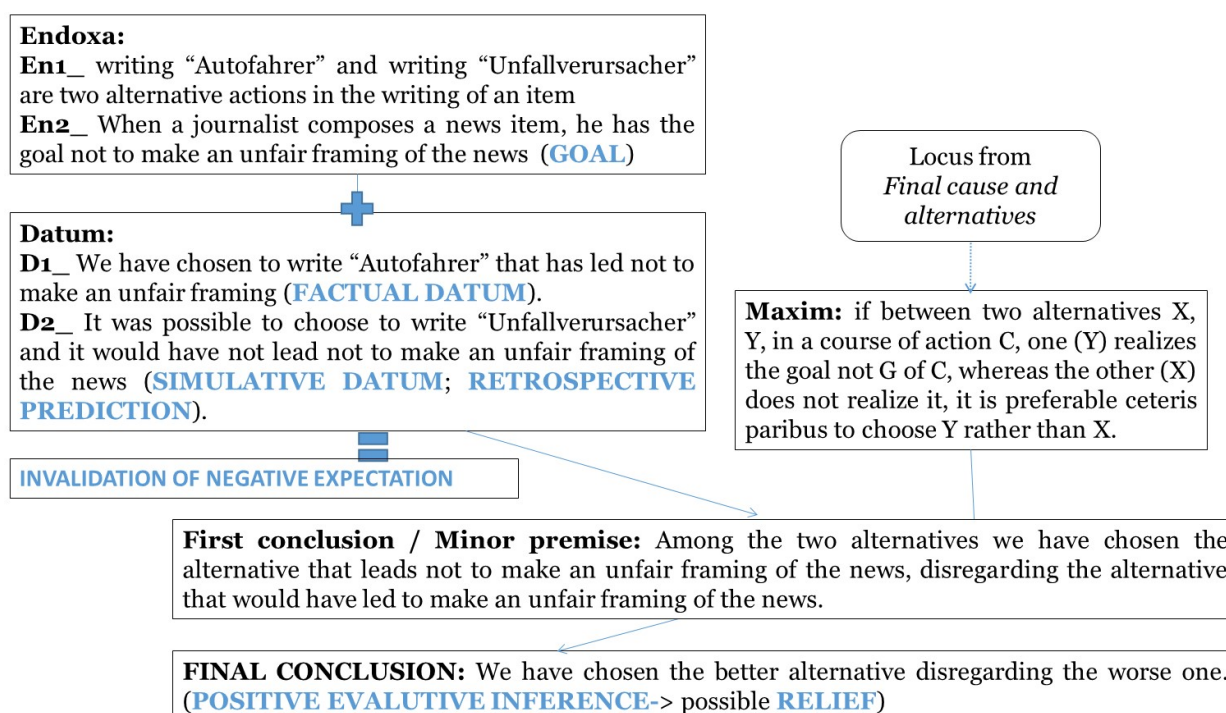 Endoxa:
En1_ writing “Autofahrer” and writing “Unfallverursacher”
are two alternative actions in the writing of an item
En2_ When a journalist composes a news item, he has the
goal not to make an unfair framing of the news (GOAL)
Datum:
D1_ We have chosen to write “Autofahrer” that has led not to
make an unfair framing (FACTUAL DATUM).
D2_ It was possible to choose to write “Unfallverursacher”
and it would have not lead not to make an unfair framing of
the news (SIMULATIVE DATUM; RETROSPECTIVE
PREDICTION).
INVALIDATION OF NEGATIVE EXPECTATION
Locus from
Final cause and
alternatives
Maxim: if between two alternatives X,
Y, in a course of action C, one (Y) realizes
the goal not G of C, whereas the other (X)
does not realize it, it is preferable ceteris
paribus to choose Y rather than X.
First conclusion / Minor premise: Among the two alternatives we have chosen the
alternative that leads not to make an unfair framing of the news, disregarding the alternative
that would have led to make an unfair framing of the news.
FINAL CONCLUSION: We have chosen the better alternative disregarding the worse one.
(POSITIVE EVALUTIVE INFERENCE-> possible RELIEF)